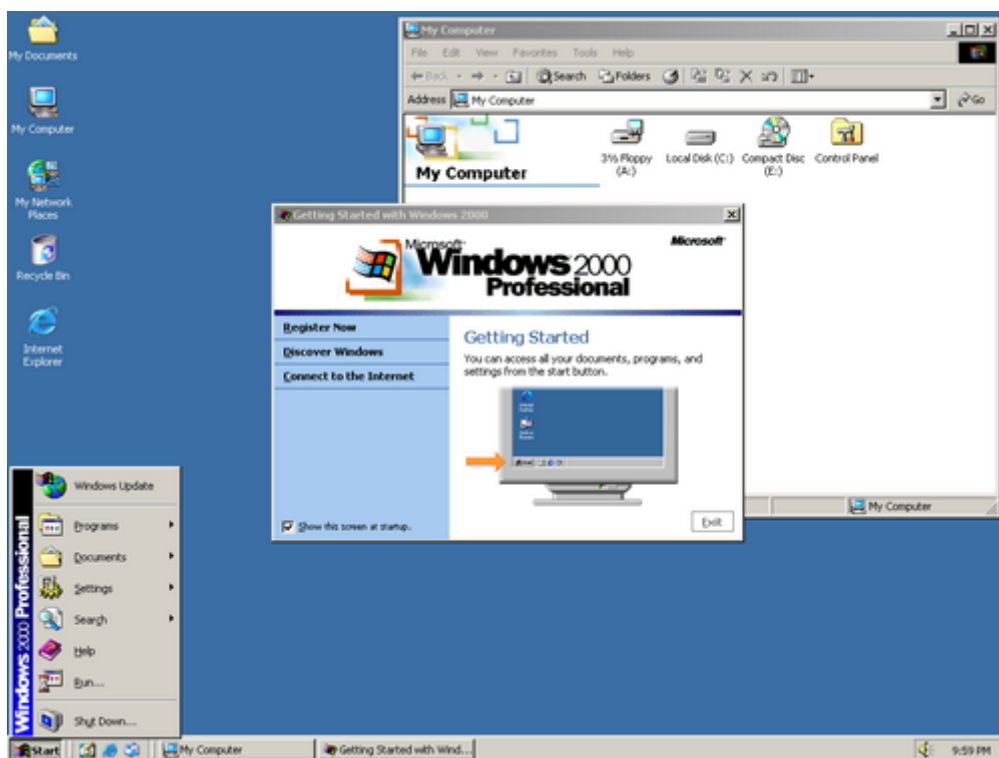 My Documents
My Computer
My Network
Places
Recycle Bin
Internet
Explorer
My Computer
File Edit View Favorites Tools Help
Back Search Folders
Address My Computer Go
My Computer
3½ Floppy
(A:)
Local Disk (C:)
Compact Disc
(E:)
Control Panel
My Computer
Getting Started with Windows 2000
Microsoft
Microsoft
Windows 2000
Professional
Register Now
Discover Windows
Connect to the Internet
Getting Started
You can access all your documents, programs, and
settings from the start button.
Show this screen at startup.
Exit
Windows 2000 Professional
Windows Update
Programs
Documents
Settings
Search
Help
Run...
Shut Down...
Start My Computer Getting Started with Wind... 9:59 PM